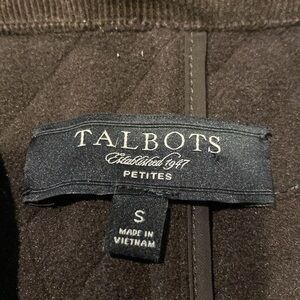 TALBOTS
Established 1947
PETITES
S
MADE IN
VIETNAM